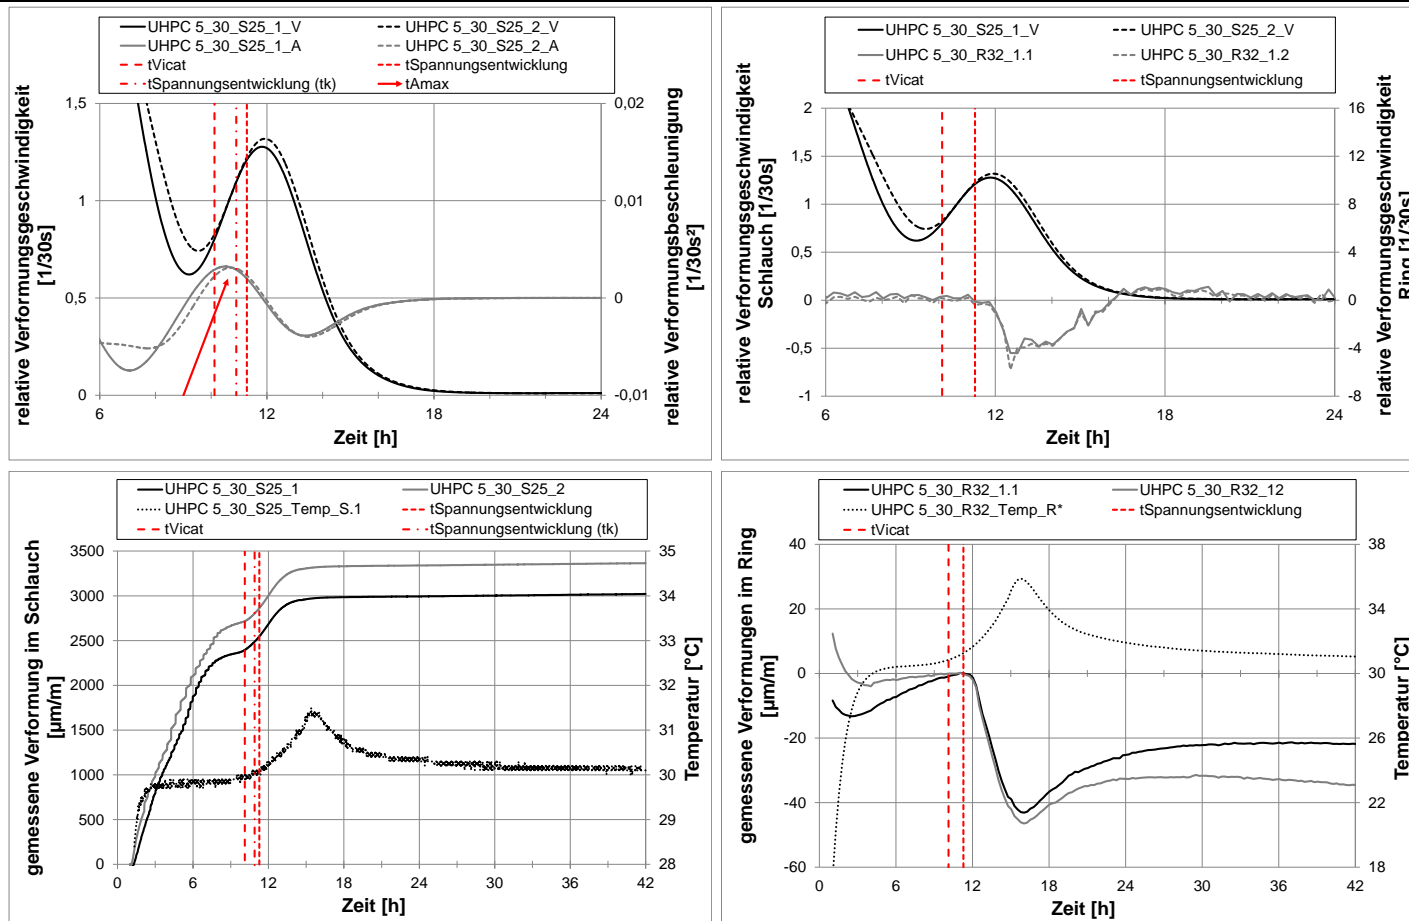 UHPC 5_30_S25_1_V
UHPC 5_30_S25_2_V
UHPC 5_30_S25_1_A
UHPC 5_30_S25_2_A
tVicat
tSpannungsentwicklung
tSpannungsentwicklung (tk)
tAmax
relative Verformungsgeschwindigkeit
[1/30s]
1,5
1
0,5
0
0,02
0,01
0
-0,01
relative Verformungsbeschleunigung
[1/30s²]
6
12
18
24
Zeit [h]
UHPC 5_30_S25_1_V
UHPC 5_30_S25_2_V
UHPC 5_30_R32_1.1
UHPC 5_30_R32_1.2
tVicat
tSpannungsentwicklung
relative Verformungsgeschwindigkeit
Schlauch [1/30s]
2
1,5
1
0,5
0
-0,5
-1
16
12
8
4
0
-4
-8
relative Verformungsgeschwindigkeit
Ring [1/30s]
6
12
18
24
Zeit [h]
UHPC 5_30_S25_1
UHPC 5_30_S25_2
UHPC 5_30_S25_Temp_S.1
tSpannungsentwicklung
tVicat
tSpannungsentwicklung (tk)
gemessene Verformung im Schlauch
[µm/m]
3500
3000
2500
2000
1500
1000
500
0
35
34
33
32
31
30
29
28
Temperatur [°C]
0
6
12
18
24
30
36
42
Zeit [h]
UHPC 5_30_R32_1.1
UHPC 5_30_R32_12
UHPC 5_30_R32_Temp_R*
tSpannungsentwicklung
tVicat
gemessene Verformungen im Ring
[µm/m]
40
20
0
-20
-40
-60
38
34
30
26
22
18
Temperatur [°C]
0
6
12
18
24
30
36
42
Zeit [h]